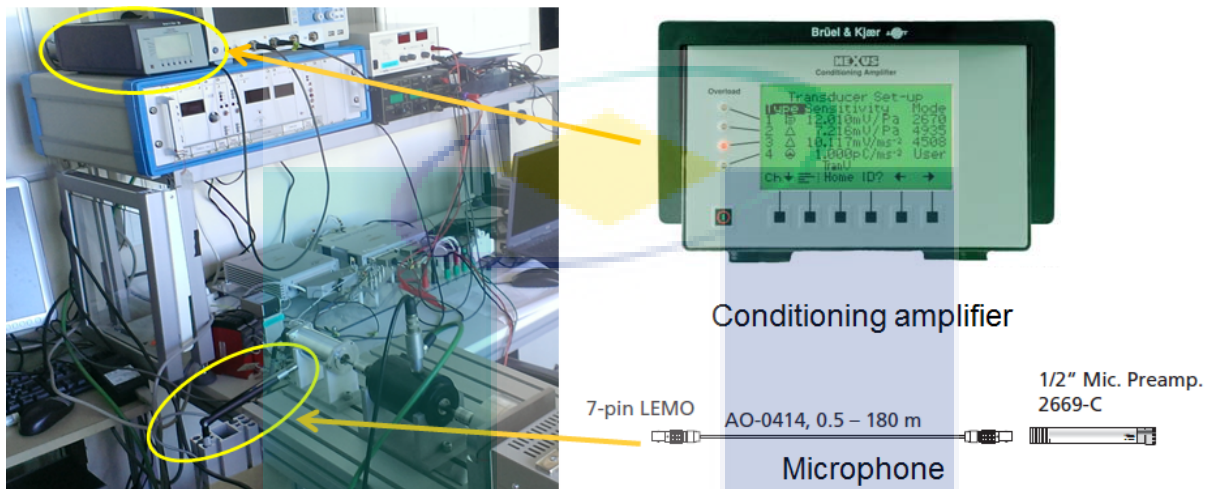 Brüel & Kjær
NEXUS
Conditioning Amplifier
Overload
Transducer Set-up
Type Sensitivity Mode
1 12.010mV/Pa 2670
2 7.216mV/Pa 4935
3 10.117mV/ms⁻² 4508
4 1.000pC/ms⁻² User
TranU
Ch Home ID? ← →
Conditioning amplifier
1/2" Mic. Preamp.
2669-C
7-pin LEMO
AO-0414, 0.5 – 180 m
Microphone